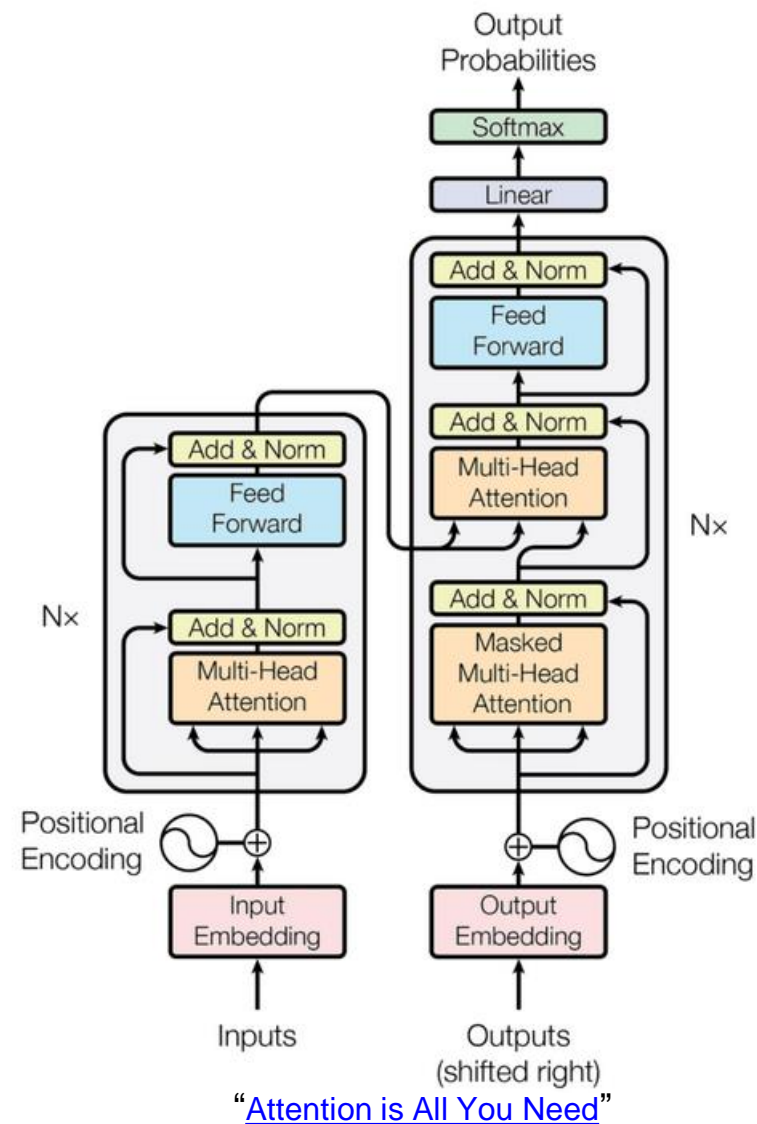 Output
Probabilities
Softmax
Linear
Add & Norm
Feed
Forward
Add & Norm
Multi-Head
Attention
Nx
Add & Norm
Masked
Multi-Head
Attention
Add & Norm
Feed
Forward
Nx
Add & Norm
Multi-Head
Attention
Positional
Encoding
Positional
Encoding
Input
Embedding
Output
Embedding
Inputs
Outputs
(shifted right)
“Attention is All You Need”